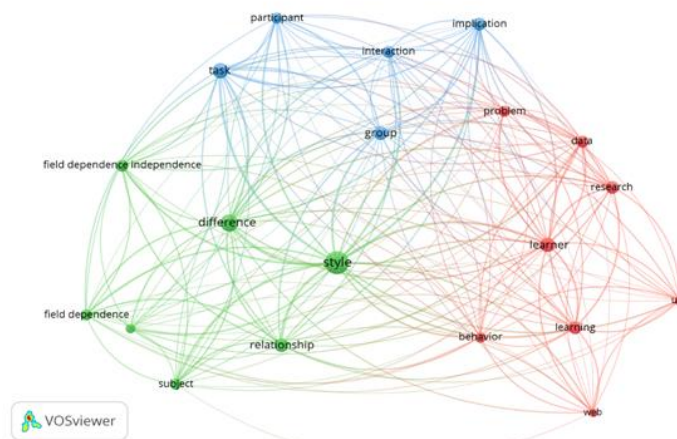 participant
implication
interaction
task
problem
group
data
field dependence independence
research
difference
learner
style
u
field dependence
learning
behavior
relationship
subject
web
VOSviewer